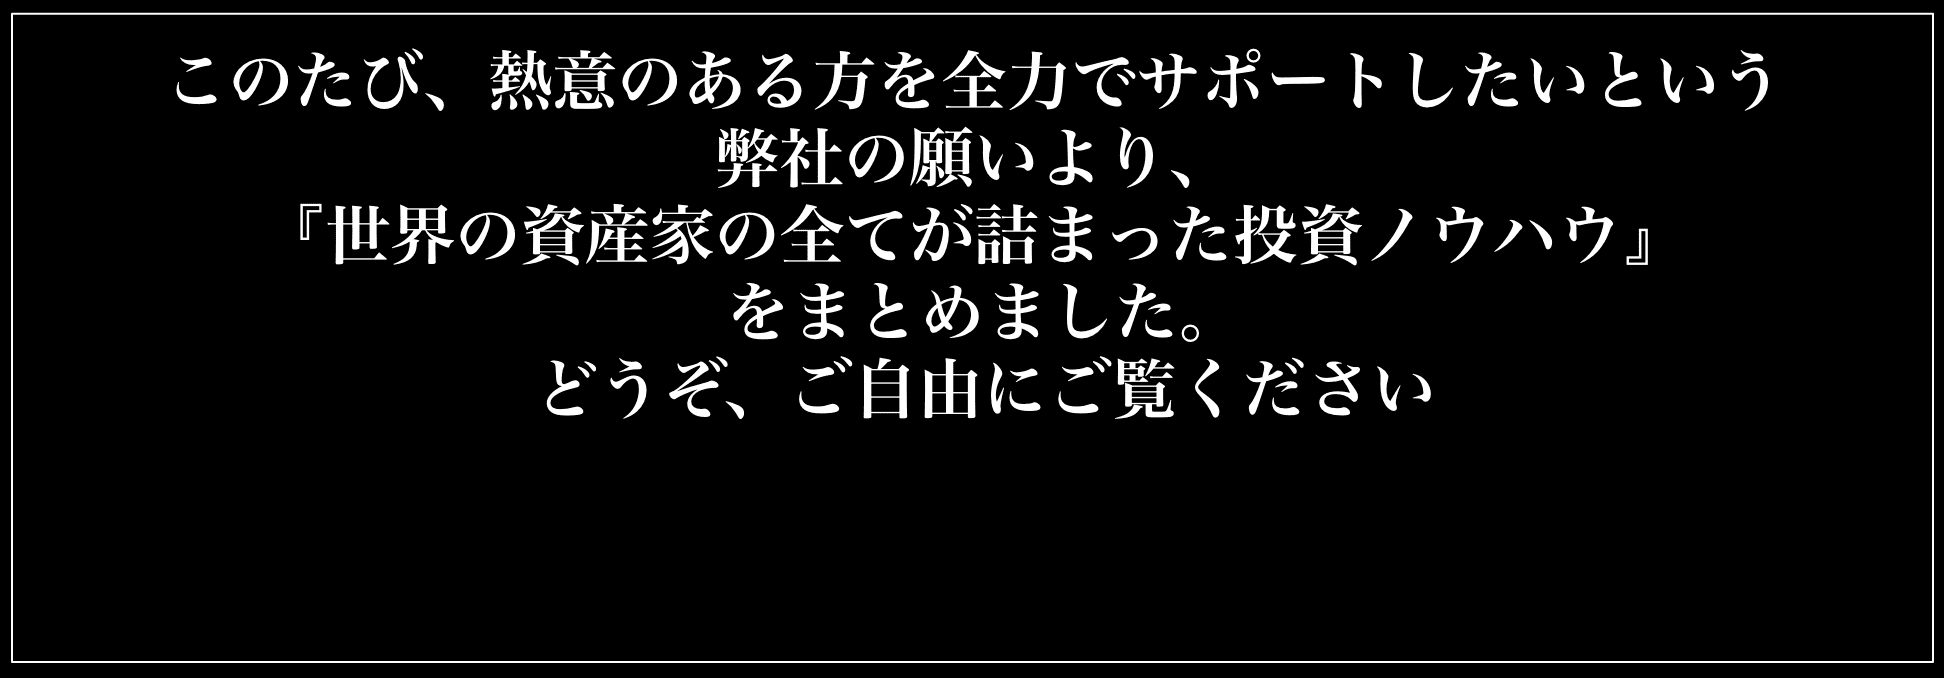 このたび、熱意のある方を全力でサポートしたいという
弊社の願いより、
『世界の資産家の全てが詰まった投資ノウハウ』
をまとめました。
どうぞ、ご自由にご覧ください